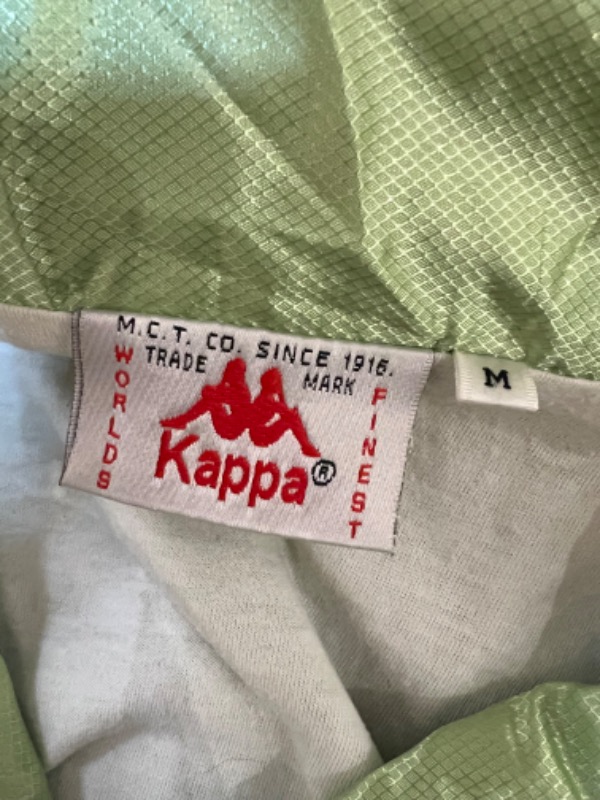 M.C.T. CO. SINCE 1916.
TRADE MARK
WORLDS
FINEST
Kappa®
M